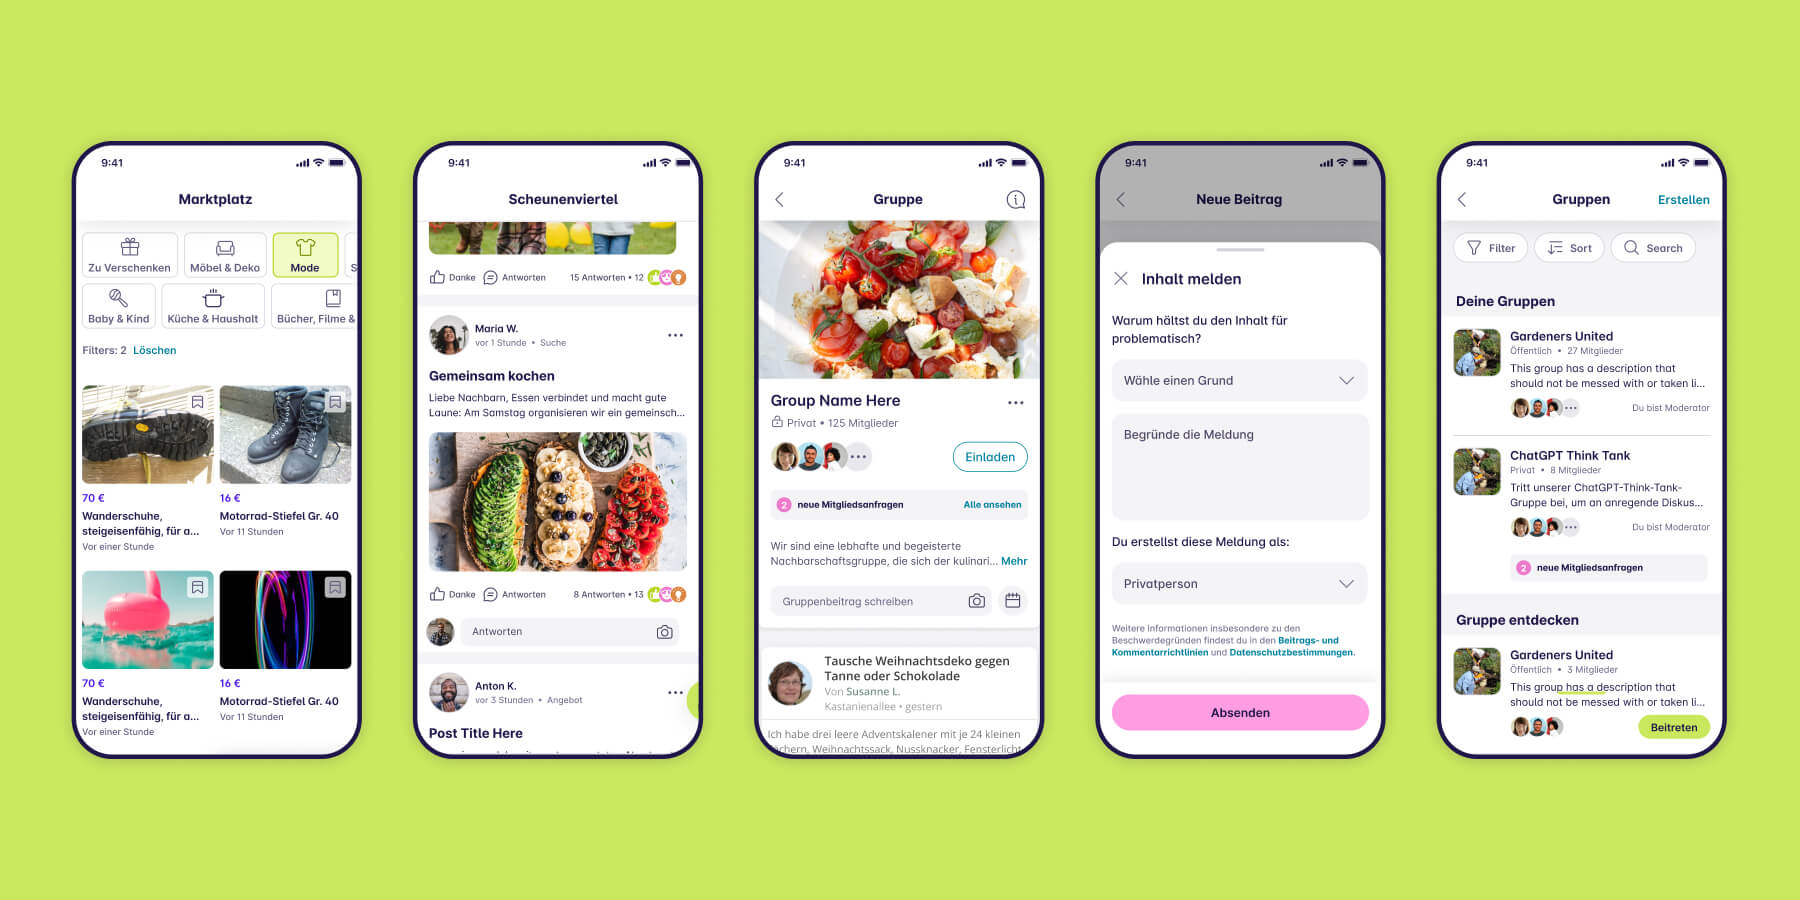 9:41
Marktplatz
Zu Verschenken
Möbel & Deko
Mode
S
Baby & Kind
Küche & Haushalt
Bücher, Filme &
Filters: 2 Löschen
70 €
Wanderschuhe,
steigeisenfähig, für a...
Vor einer Stunde
16 €
Motorrad-Stiefel Gr. 40
Vor 11 Stunden
70 €
Wanderschuhe,
steigeisenfähig, für a...
Vor einer Stunde
16 €
Motorrad-Stiefel Gr. 40
Vor 11 Stunden
9:41
Scheunenviertel
Danke
Antworten
15 Antworten • 12
Maria W.
vor 1 Stunde • Suche
Gemeinsam kochen
Liebe Nachbarn, Essen verbindet und macht gute
Laune: Am Samstag organisieren wir ein gemeinsch...
Danke
Antworten
8 Antworten • 13
Antworten
Anton K.
vor 3 Stunden • Angebot
Post Title Here
9:41
Gruppe
Group Name Here
Privat • 125 Mitglieder
Einladen
2 neue Mitgliedsanfragen
Alle ansehen
Wir sind eine lebhafte und begeisterte
Nachbarschaftsgruppe, die sich der kulinari... Mehr
Gruppenbeitrag schreiben
Tausche Weihnachtsdeko gegen
Tanne oder Schokolade
Von Susanne L.
Kastanienallee • gestern
Ich habe drei leere Adventskalener mit je 24 kleinen
Fächern, Weihnachtssack, Nussknacker, Fensterlicht
9:41
Neue Beitrag
Inhalt melden
Warum hältst du den Inhalt für
problematisch?
Wähle einen Grund
Begründe die Meldung
Du erstellst diese Meldung als:
Privatperson
Weitere Informationen insbesondere zu den
Beschwerdegründen findest du in den Beitrags- und
Kommentarrichtlinien und Datenschutzbestimmungen.
Absenden
9:41
Gruppen
Erstellen
Filter
Sort
Search
Deine Gruppen
Gardeners United
Öffentlich • 27 Mitglieder
This group has a description that
should not be messed with or taken li...
Du bist Moderator
ChatGPT Think Tank
Privat • 8 Mitglieder
Tritt unserer ChatGPT-Think-Tank-
Gruppe bei, um an anregende Diskus...
Du bist Moderator
2 neue Mitgliedsanfragen
Gruppe entdecken
Gardeners United
Öffentlich • 3 Mitglieder
This group has a description that
should not be messed with or taken li...
Beitreten